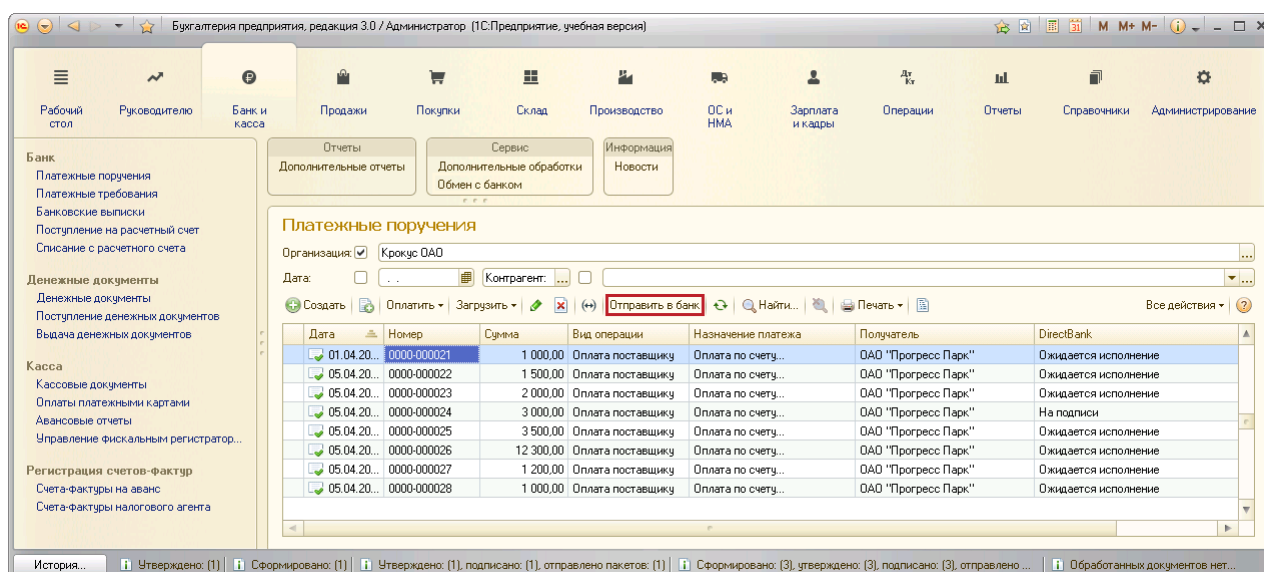 Бухгалтерия предприятия, редакция 3.0 / Администратор (1С:Предприятие, учебная версия)
M M+ M-
Рабочий стол
Руководителю
Банк и касса
Продажи
Покупки
Склад
Производство
ОС и НМА
Зарплата и кадры
Операции
Отчеты
Справочники
Администрирование
Банк
Платежные поручения
Платежные требования
Банковские выписки
Поступление на расчетный счет
Списание с расчетного счета
Денежные документы
Денежные документы
Поступление денежных документов
Выдача денежных документов
Касса
Кассовые документы
Оплаты платежными картами
Авансовые отчеты
Управление фискальным регистратор...
Регистрация счетов-фактур
Счета-фактуры на аванс
Счета-фактуры налогового агента
Отчеты
Дополнительные отчеты
Сервис
Дополнительные обработки
Обмен с банком
Информация
Новости
Платежные поручения
Организация: Крокус ОАО ...
Дата: . . Контрагент: ... ...
Создать Оплатить Загрузить Отправить в банк Найти... Печать Все действия ?
Дата Номер Сумма Вид операции Назначение платежа Получатель DirectBank
01.04.20... 0000-000021 1 000,00 Оплата поставщику Оплата по счету... ОАО "Прогресс Парк" Ожидается исполнение
05.04.20... 0000-000022 1 500,00 Оплата поставщику Оплата по счету... ОАО "Прогресс Парк" Ожидается исполнение
05.04.20... 0000-000023 2 000,00 Оплата поставщику Оплата по счету... ОАО "Прогресс Парк" Ожидается исполнение
05.04.20... 0000-000024 3 000,00 Оплата поставщику Оплата по счету... ОАО "Прогресс Парк" На подписи
05.04.20... 0000-000025 3 500,00 Оплата поставщику Оплата по счету... ОАО "Прогресс Парк" Ожидается исполнение
05.04.20... 0000-000026 12 300,00 Оплата поставщику Оплата по счету... ОАО "Прогресс Парк" Ожидается исполнение
05.04.20... 0000-000027 1 200,00 Оплата поставщику Оплата по счету... ОАО "Прогресс Парк" Ожидается исполнение
05.04.20... 0000-000028 1 000,00 Оплата поставщику Оплата по счету... ОАО "Прогресс Парк" Ожидается исполнение
История... Утверждено: (1) Сформировано: (1) Утверждено: (1), подписано: (1), отправлено пакетов: (1) Сформировано: (3), утверждено: (3), подписано: (3), отправлено ... Обработанных документов нет...